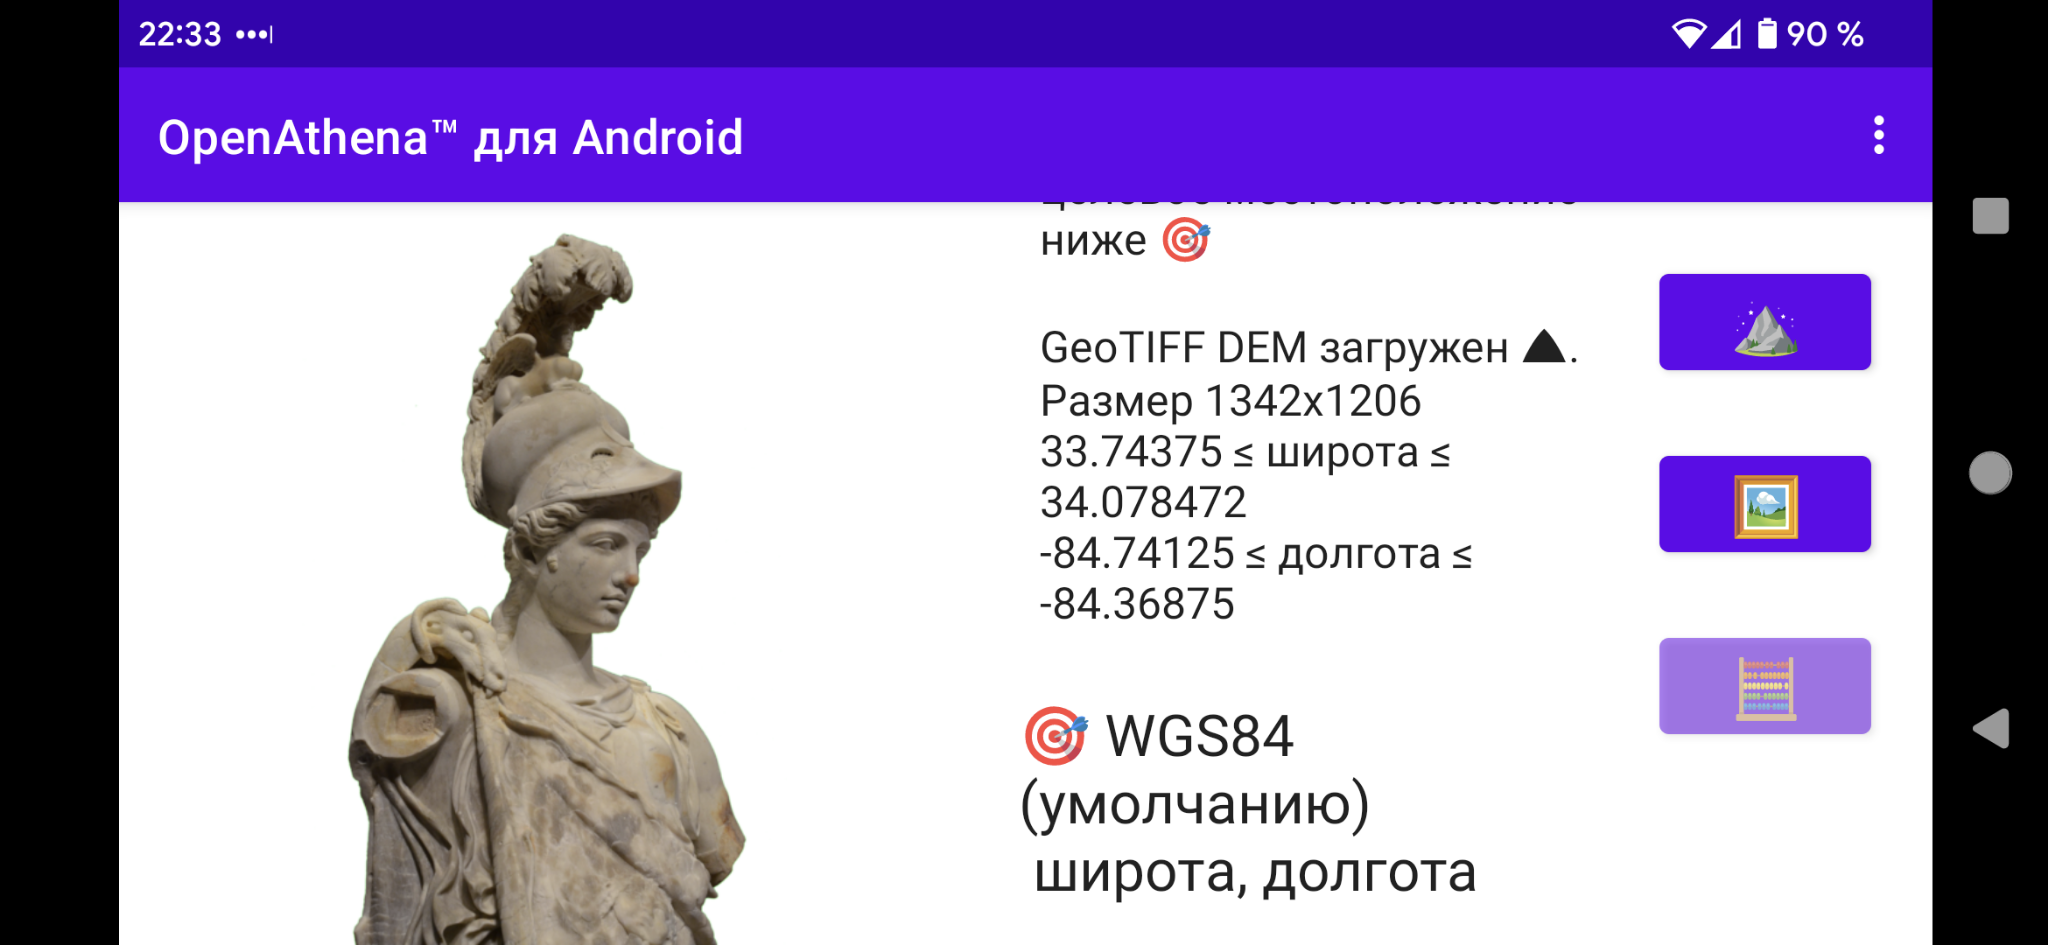 22:33
90 %
OpenAthena™ для Android
ниже 🎯
GeoTIFF DEM загружен ⛰.
Размер 1342x1206
33.74375 ≤ широта ≤
34.078472
-84.74125 ≤ долгота ≤
-84.36875
🎯 WGS84
(умолчанию)
широта, долгота